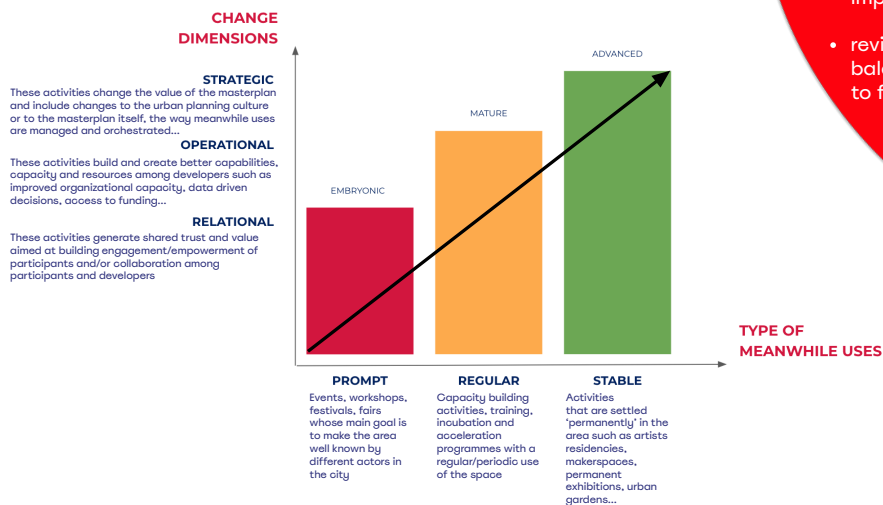 CHANGE
DIMENSIONS
STRATEGIC
These activities change the value of the masterplan
and include changes to the urban planning culture
or to the masterplan itself, the way meanwhile uses
are managed and orchestrated...
OPERATIONAL
These activities build and create better capabilities,
capacity and resources among developers such as
improved organizational capacity, data driven
decisions, access to funding...
RELATIONAL
These activities generate shared trust and value
aimed at building engagement/empowerment of
participants and/or collaboration among
participants and developers
EMBRYONIC
MATURE
ADVANCED
TYPE OF
MEANWHILE USES
PROMPT
Events, workshops,
festivals, fairs
whose main goal is
to make the area
well known by
different actors in
the city
REGULAR
Capacity building
activities, training,
incubation and
acceleration
programmes with a
regular/periodic use
of the space
STABLE
Activities
that are settled
‘permanently’ in the
area such as artists
residencies,
makerspaces,
permanent
exhibitions, urban
gardens...
• revi
bala
to f